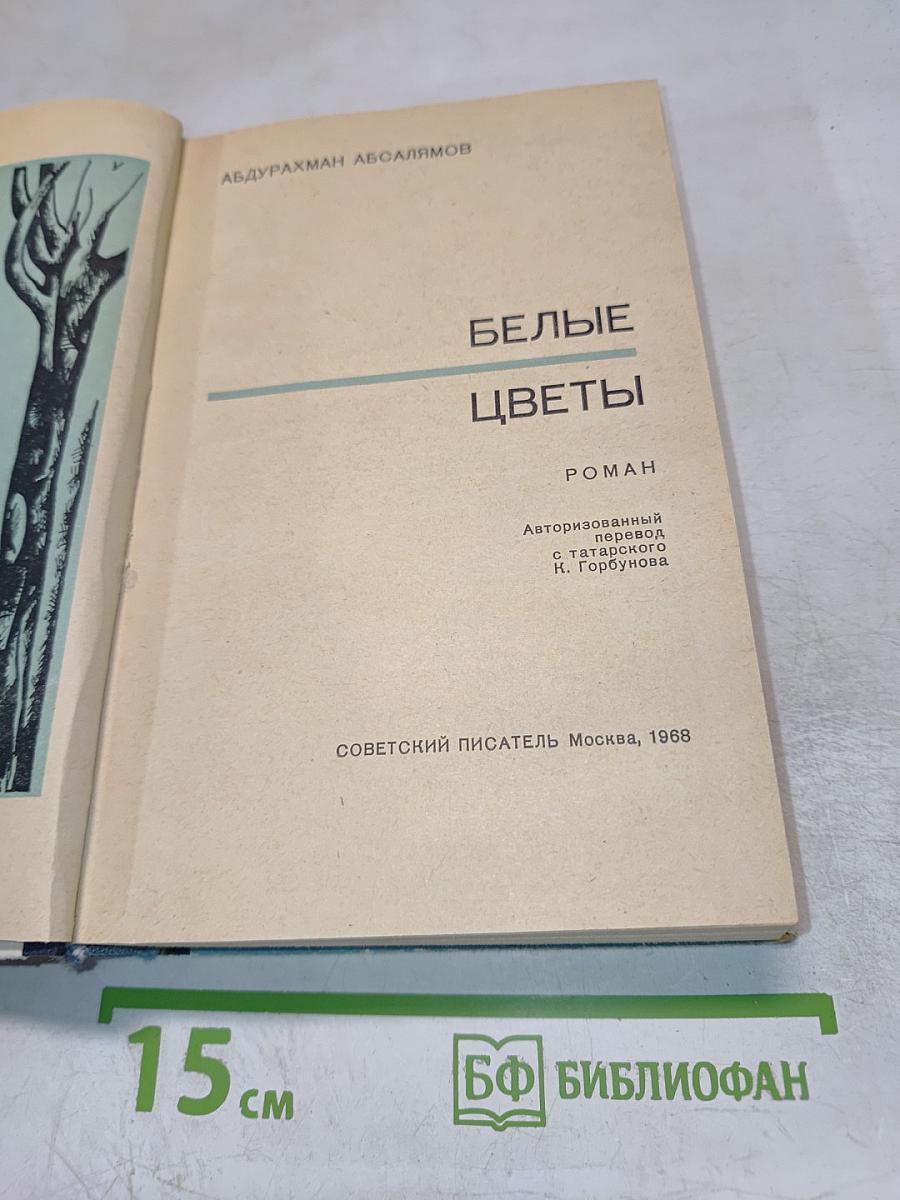 АБДУРАХМАН АБСАЛЯМОВ
БЕЛЫЕ
ЦВЕТЫ
РОМАН
Авторизованный
перевод
с татарского
К. Горбунова
СОВЕТСКИЙ ПИСАТЕЛЬ Москва, 1968
15 см
БФ БИБЛИОФАН